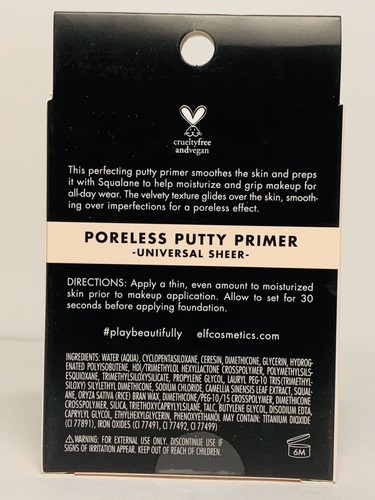 crueltyfree
andvegan
This perfecting putty primer smoothes the skin and preps
it with Squalane to help moisturize and grip makeup for
all-day wear. The velvety texture glides over the skin, smooth-
ing over imperfections for a poreless effect.
PORELESS PUTTY PRIMER
-UNIVERSAL SHEER-
DIRECTIONS: Apply a thin, even amount to moisturized
skin prior to makeup application. Allow to set for 30
seconds before applying foundation.
#playbeautifully elfcosmetics.com
INGREDIENTS: WATER (AQUA), CYCLOPENTASILOXANE, CERESIN, DIMETHICONE, GLYCERIN, HYDROG-
ENATED POLYISOBUTENE, HDI/TRIMETHYLOL HEXYLLACTONE CROSSPOLYMER, POLYMETHYLSILS-
ESQUIOXANE, TRIMETHYLSILOXYSILICATE, PROPYLENE GLYCOL, LAURYL PEG-10 TRIS(TRIMETHYL-
SILOXY) SILYLETHYL DIMETHICONE, SODIUM CHLORIDE, CAMELLIA SINENSIS LEAF EXTRACT, SQUAL-
ANE, ORYZA SATIVA (RICE) BRAN WAX, DIMETHICONE/PEG-10/15 CROSSPOLYMER, DIMETHICONE
CROSSPOLYMER, SILICA, TRIETHOXYCAPRYLYLSILANE, TALC, BUTYLENE GLYCOL, DISODIUM EDTA,
CAPRYLYL GLYCOL, ETHYLHEXYLGLYCERIN, PHENOXYETHANOL MAY CONTAIN: TITANIUM DIOXIDE
(CI 77891), IRON OXIDES (CI 77491, CI 77492, CI 77499)
WARNING: FOR EXTERNAL USE ONLY. DISCONTINUE USE IF
SIGNS OF IRRITATION APPEAR. KEEP OUT OF REACH OF CHILDREN.
6M